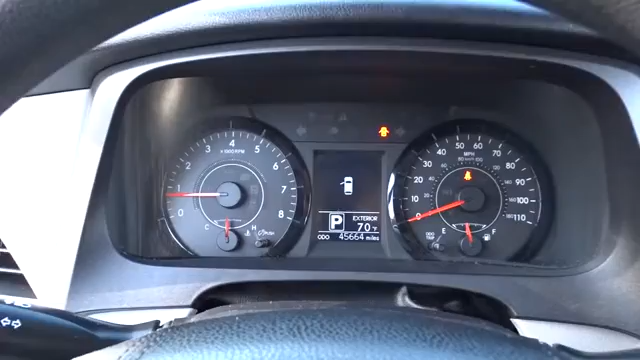 0 1 2 3 4 5 6 7 8
X1000 RPM
C H
P
EXTERIOR
70°F
ODO 45664 miles
0 10 20 30 40 50 60 70 80 90 100 110
MPH
E F